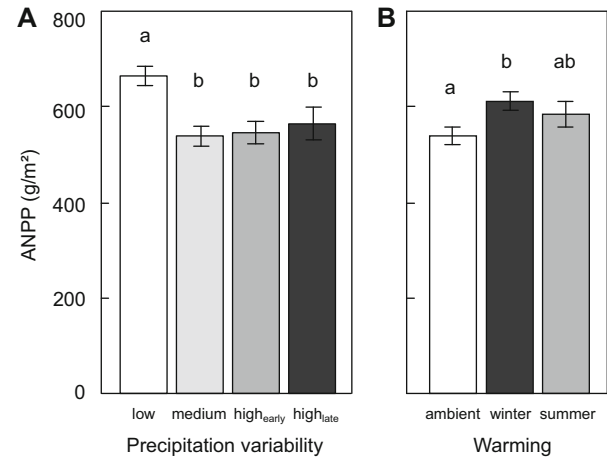 A
B
ANPP (g/m²)
800
600
400
200
0
a
b
b
b
a
b
ab
low
medium
high_early
high_late
ambient
winter
summer
Precipitation variability
Warming